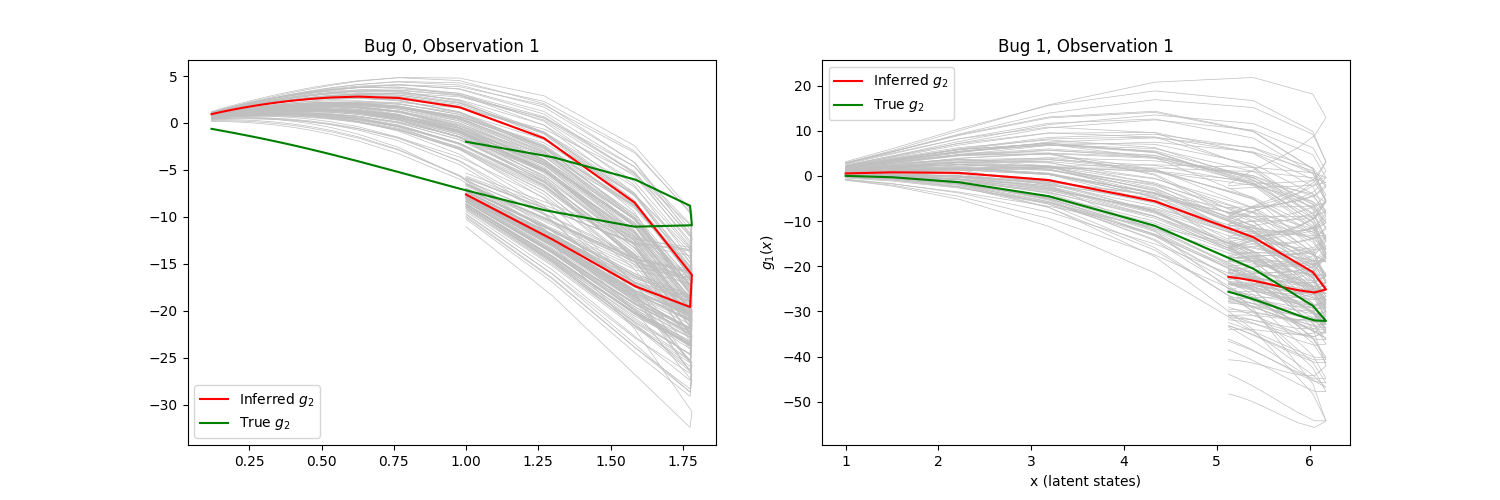 Bug 0, Observation 1
5
0
−5
−10
−15
−20
−25
−30
0.25 0.50 0.75 1.00 1.25 1.50 1.75
Inferred g₂
True g₂
Bug 1, Observation 1
Inferred g₂
True g₂
20
10
0
−10
−20
−30
−40
−50
g₁(x)
1 2 3 4 5 6
x (latent states)